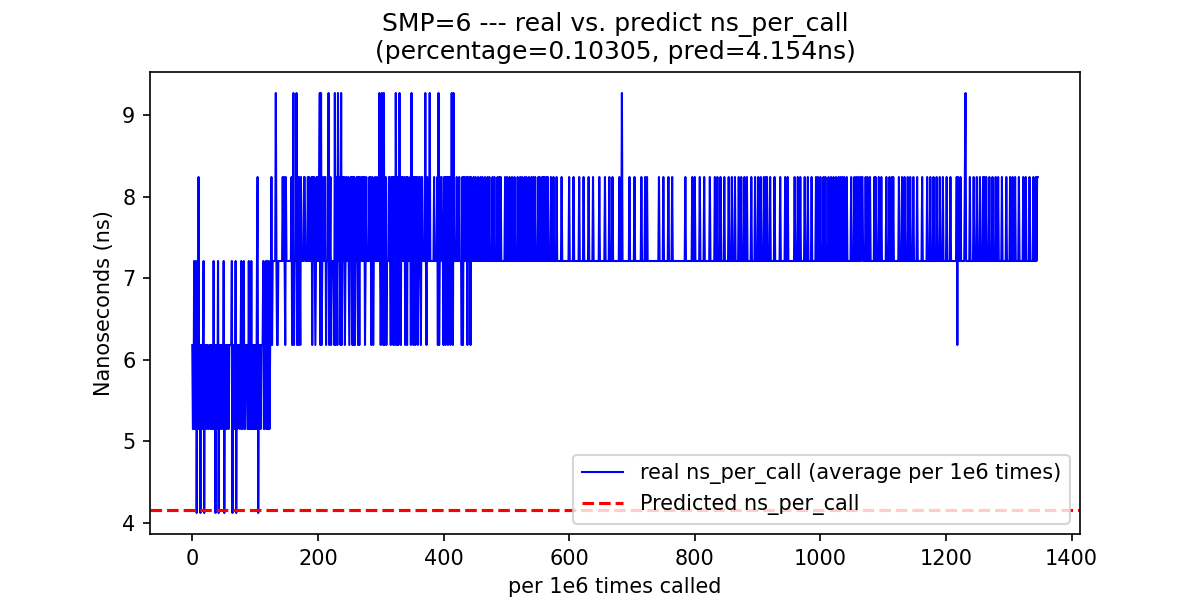 SMP=6 --- real vs. predict ns_per_call
(percentage=0.10305, pred=4.154ns)
Nanoseconds (ns)
9
8
7
6
5
4
real ns_per_call (average per 1e6 times)
Predicted ns_per_call
0 200 400 600 800 1000 1200 1400
per 1e6 times called